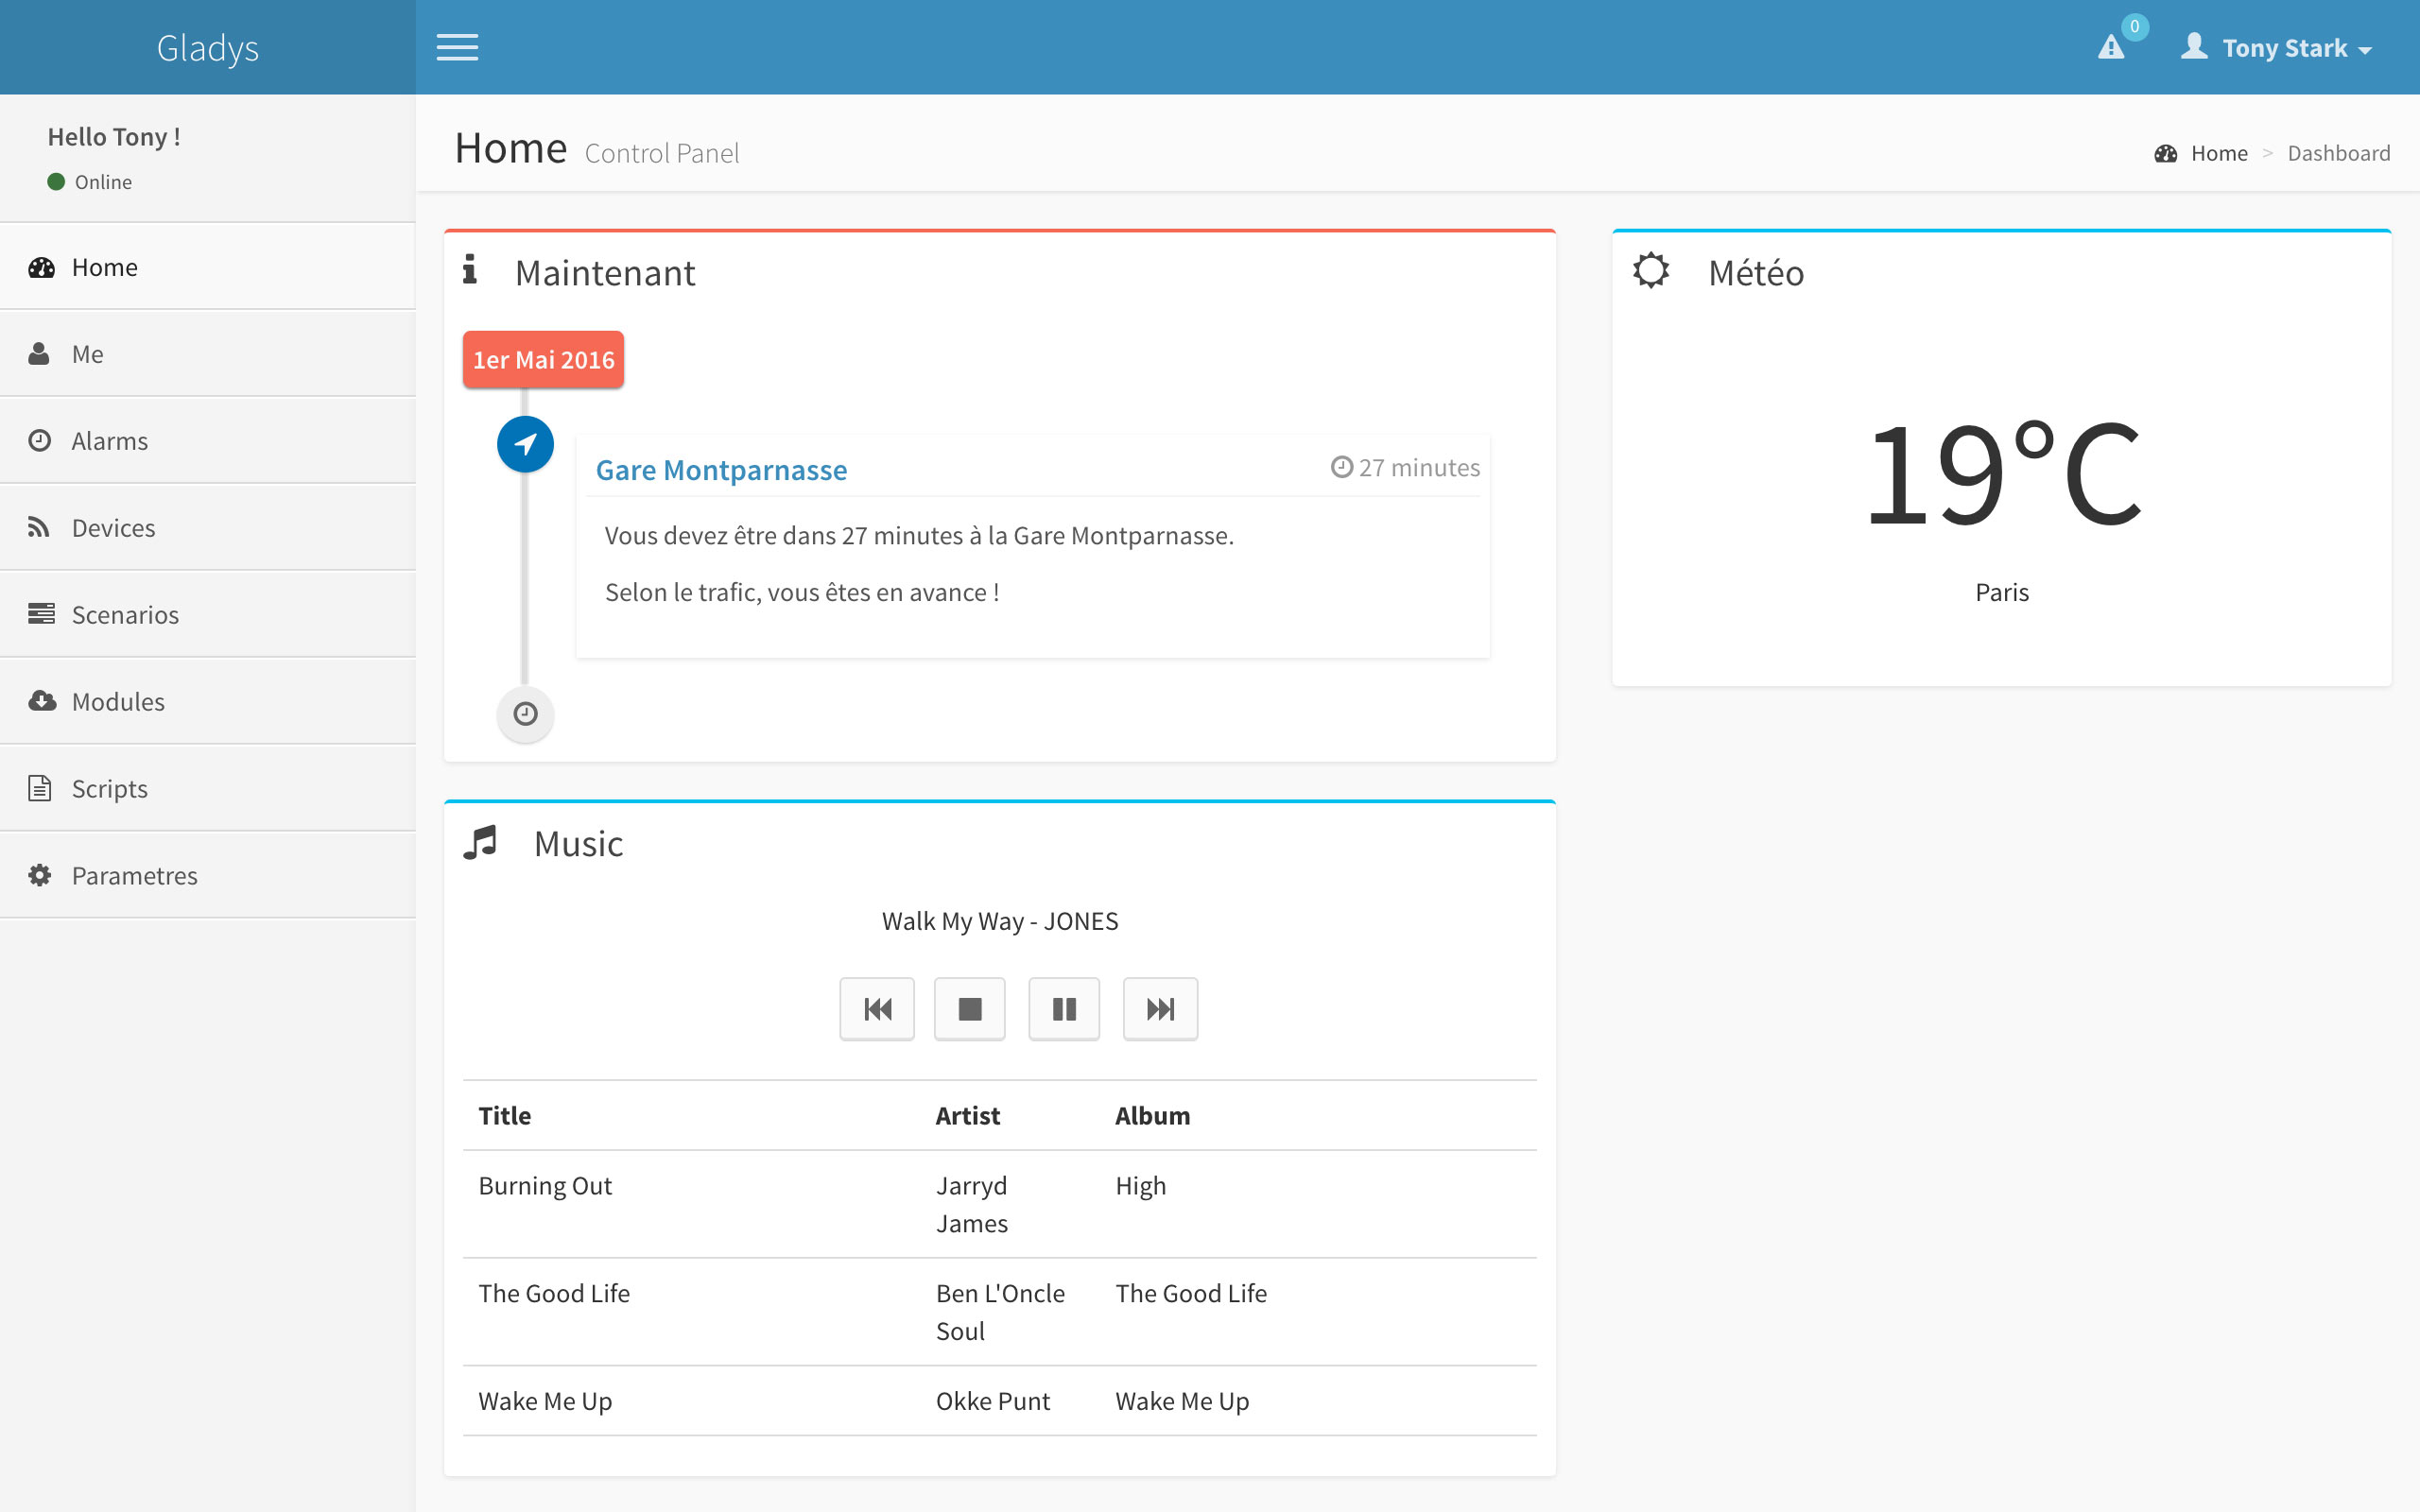 Gladys
0
Tony Stark
Hello Tony !
Online
Home
Me
Alarms
Devices
Scenarios
Modules
Scripts
Parametres
Home Control Panel
Home > Dashboard
Maintenant
1er Mai 2016
Gare Montparnasse
27 minutes
Vous devez être dans 27 minutes à la Gare Montparnasse.
Selon le trafic, vous êtes en avance !
Météo
19°C
Paris
Music
Walk My Way - JONES
Title Artist Album
Burning Out Jarryd High
James
The Good Life Ben L'Oncle The Good Life
Soul
Wake Me Up Okke Punt Wake Me Up